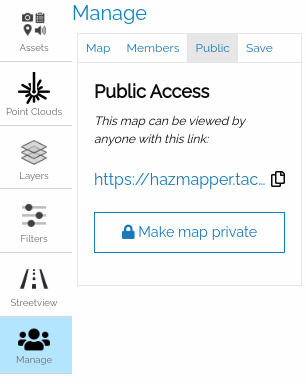 Manage
Assets
Point Clouds
Layers
Filters
Streetview
Manage
Map Members Public Save
Public Access
This map can be viewed by
anyone with this link:
https://hazmapper.tac...
Make map private